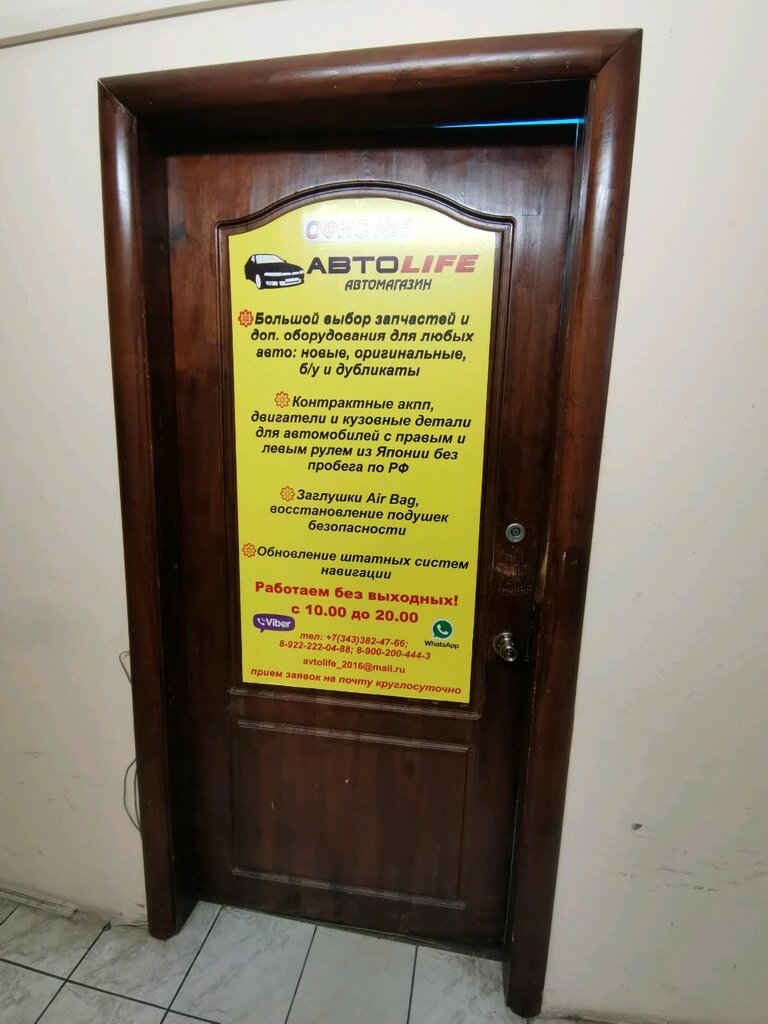 ОФИС №5
АВТОLIFE
АВТОМАГАЗИН
Большой выбор запчастей и
доп. оборудования для любых
авто: новые, оригинальные,
б/у и дубликаты
Контрактные акпп,
двигатели и кузовные детали
для автомобилей с правым и
левым рулем из Японии без
пробега по РФ
Заглушки Air Bag,
восстановление подушек
безопасности
Обновление штатных систем
навигации
Работаем без выходных!
с 10.00 до 20.00
Viber
WhatsApp
тел: +7(343)382-47-66;
8-922-222-04-88; 8-900-200-444-3
avtolife_2016@mail.ru
прием заявок на почту круглосуточно